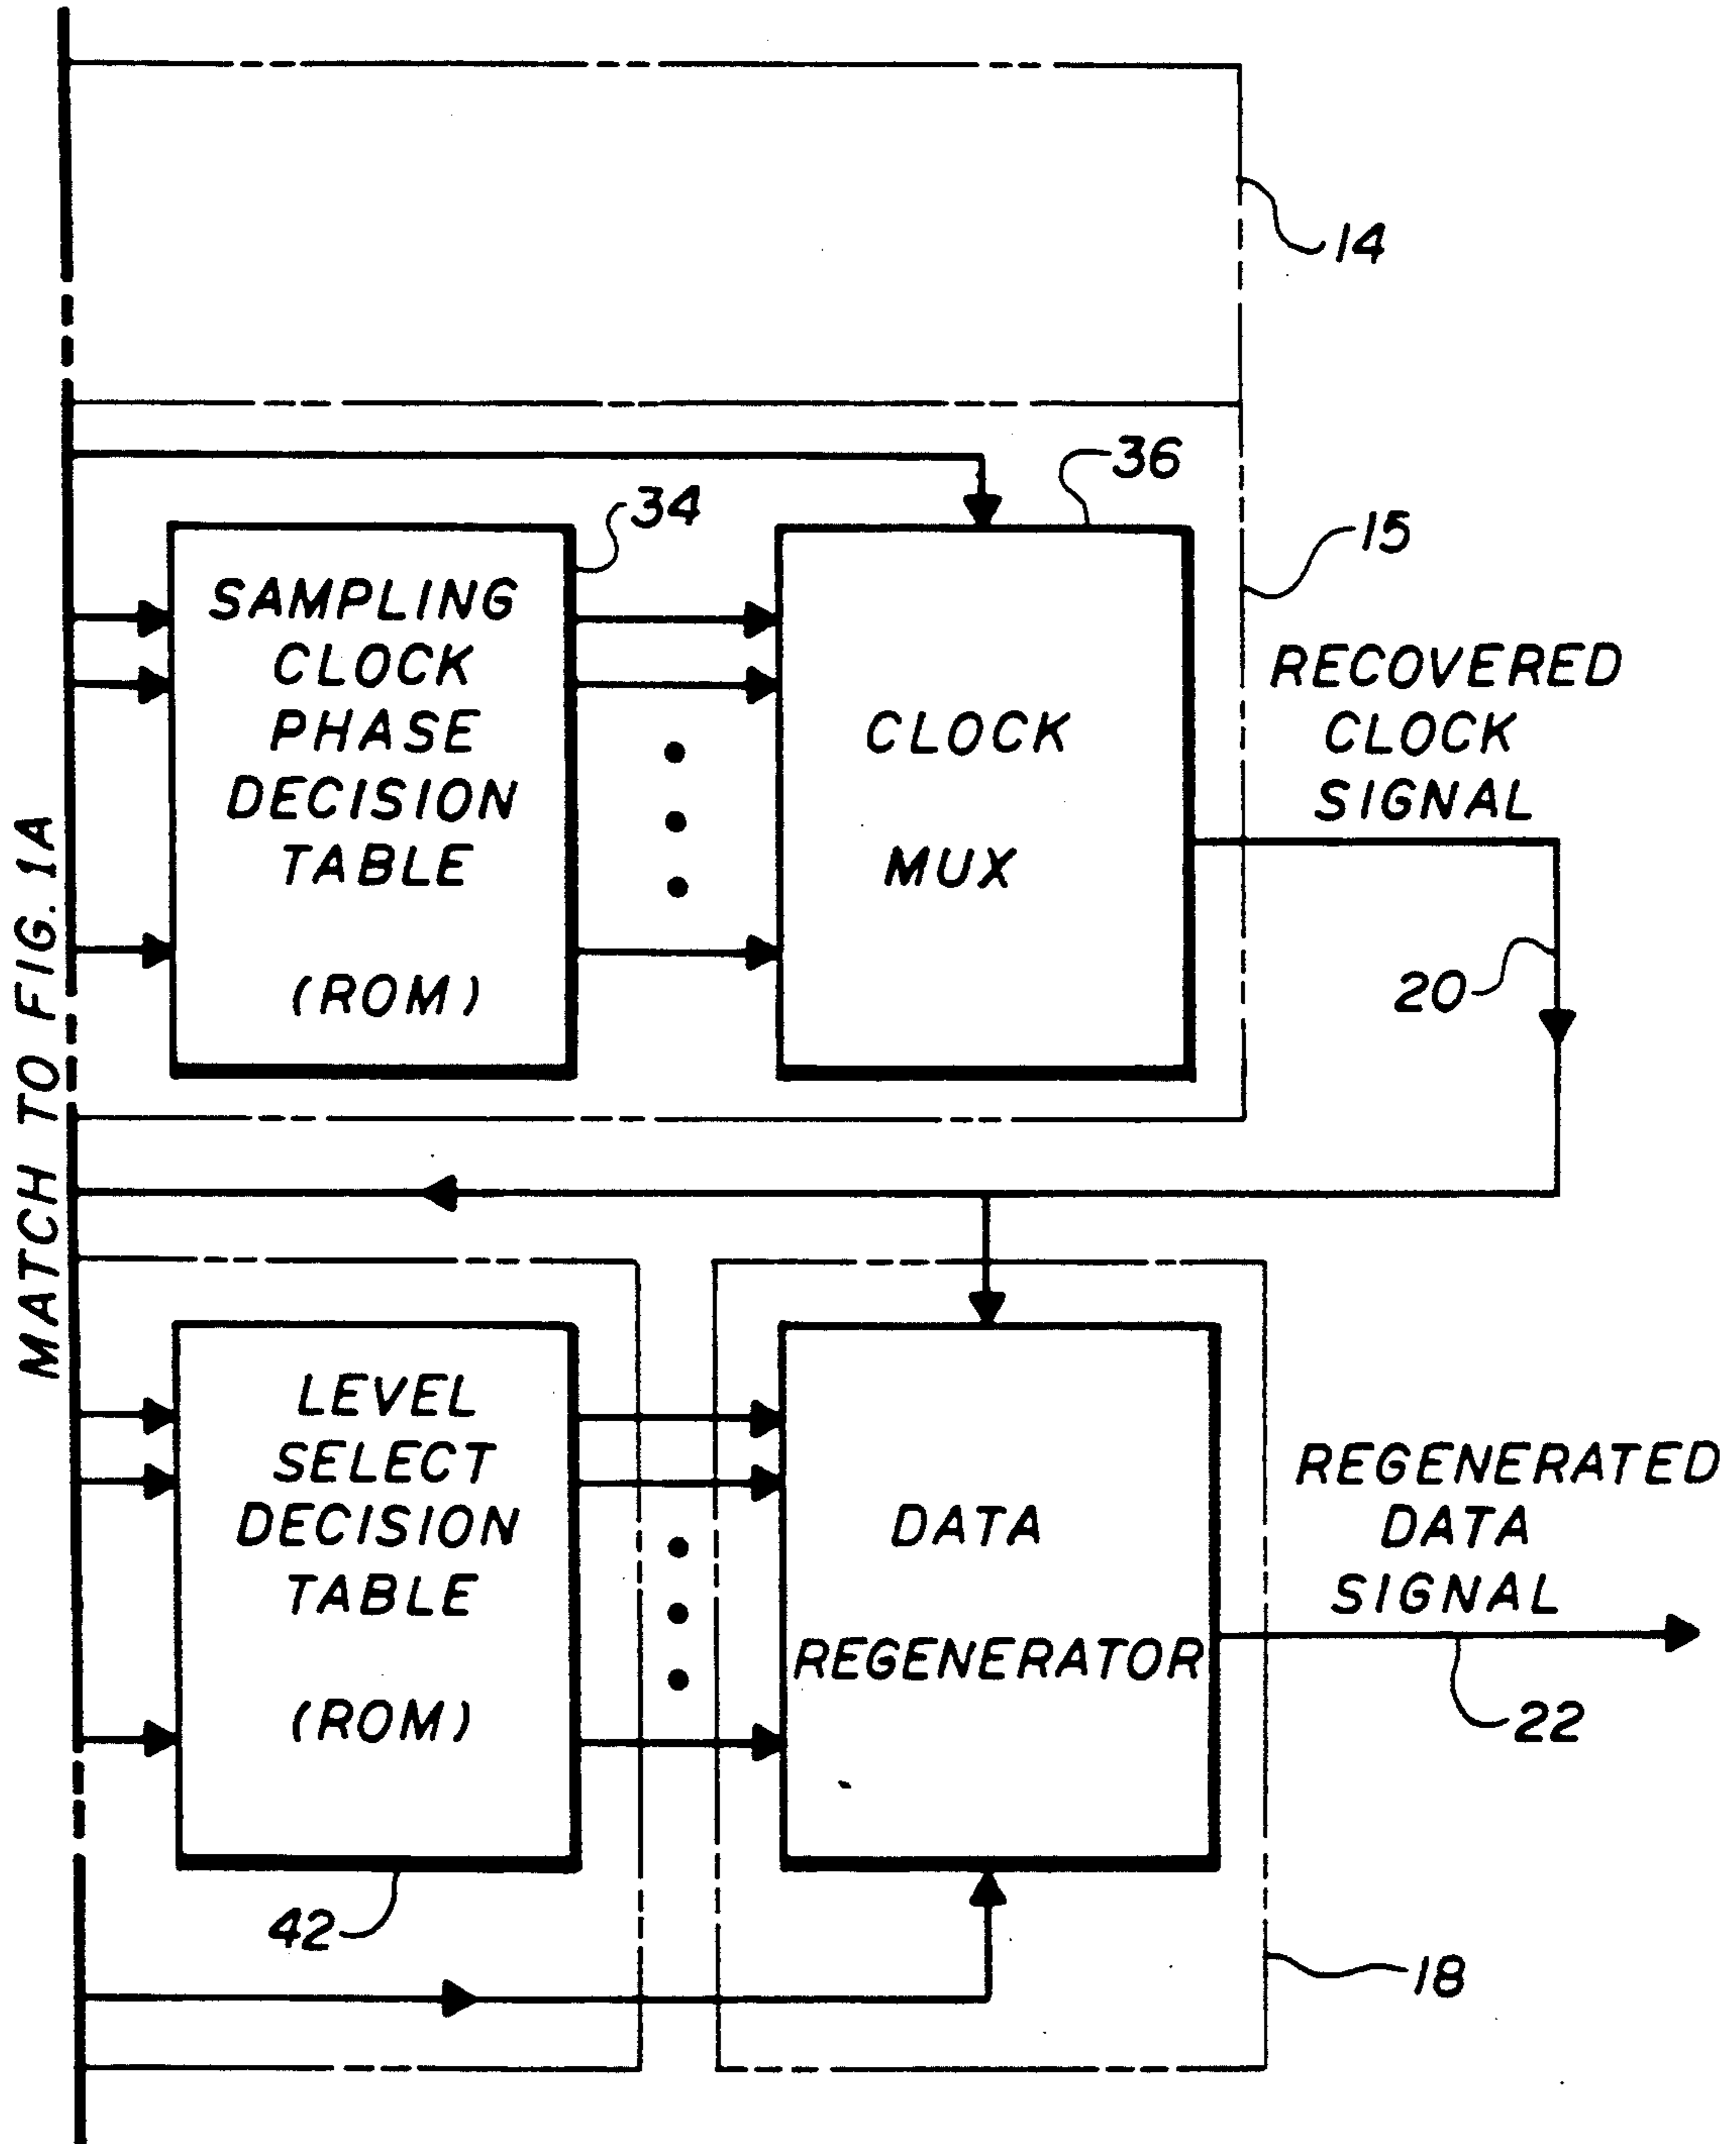 MATCH TO FIG. 1A
14
36
34
15
SAMPLING
CLOCK
PHASE
DECISION
TABLE
(ROM)
CLOCK
MUX
RECOVERED
CLOCK
SIGNAL
20
LEVEL
SELECT
DECISION
TABLE
(ROM)
DATA
REGENERATOR
REGENERATED
DATA
SIGNAL
22
42
18